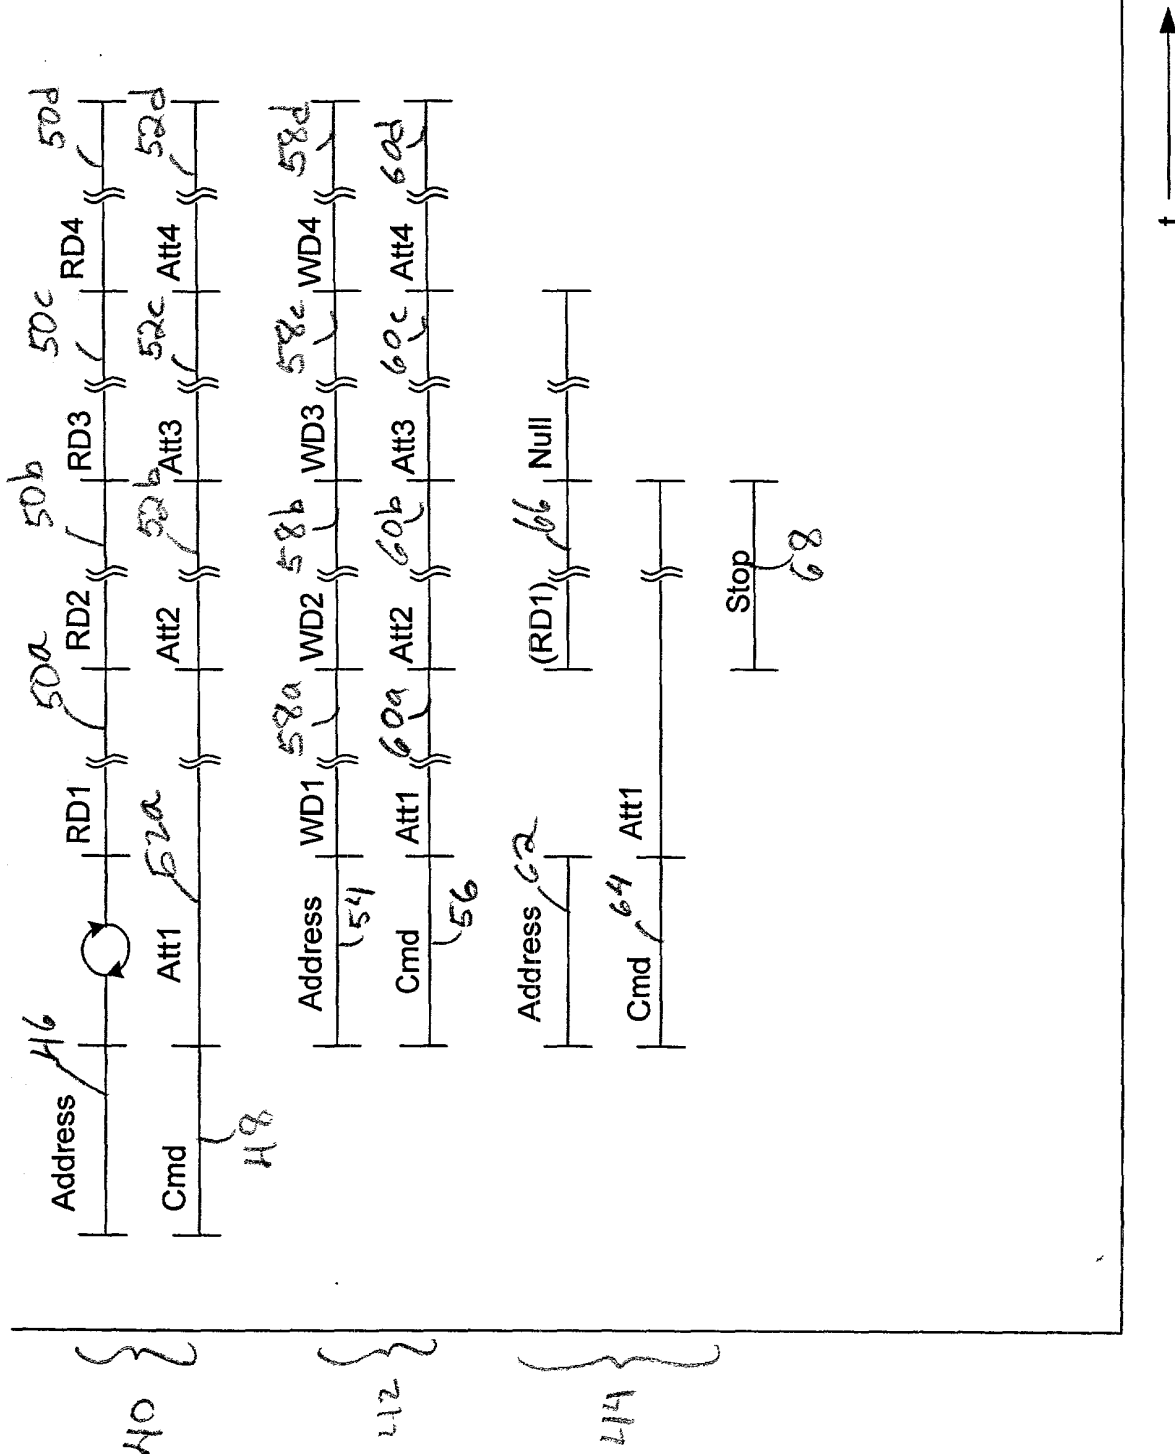 46 50a 50b 50c 50d
Address RD1 RD2 RD3 RD4
40
52a 52b 52c 52d
Cmd Att1 Att2 Att3 Att4
48
58a 58b 58c 58d
Address WD1 WD2 WD3 WD4
42
54 60a 60b 60c 60d
Cmd Att1 Att2 Att3 Att4
56
62 66
Address (RD1) Null
44
64
Cmd Att1
Stop
68
t